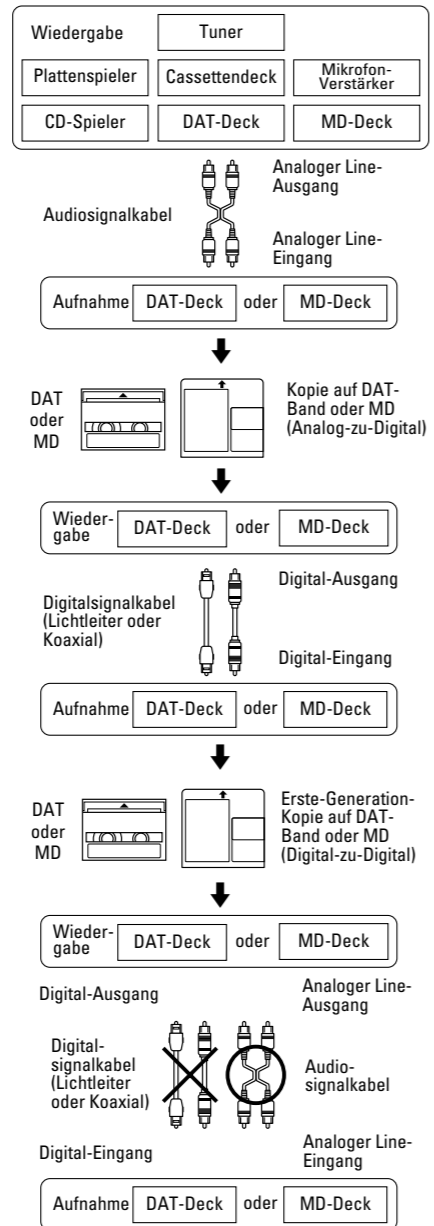 Wiedergabe
Tuner
Plattenspieler
Cassettendeck
Mikrofon-
Verstärker
CD-Spieler
DAT-Deck
MD-Deck
Analoger Line-
Ausgang
Audiosignalkabel
Analoger Line-
Eingang
Aufnahme
DAT-Deck
oder
MD-Deck
DAT
oder
MD
Kopie auf DAT-
Band oder MD
(Analog-zu-Digital)
Wieder-
gabe
DAT-Deck
oder
MD-Deck
Digital-Ausgang
Digitalsignalkabel
(Lichtleiter oder
Koaxial)
Digital-Eingang
Aufnahme
DAT-Deck
oder
MD-Deck
DAT
oder
MD
Erste-Generation-
Kopie auf DAT-
Band oder MD
(Digital-zu-Digital)
Wieder-
gabe
DAT-Deck
oder
MD-Deck
Digital-Ausgang
Analoger Line-
Ausgang
Digital-
signalkabel
(Lichtleiter
oder Koaxial)
Audio-
signalkabel
Digital-Eingang
Analoger Line-
Eingang
Aufnahme
DAT-Deck
oder
MD-Deck